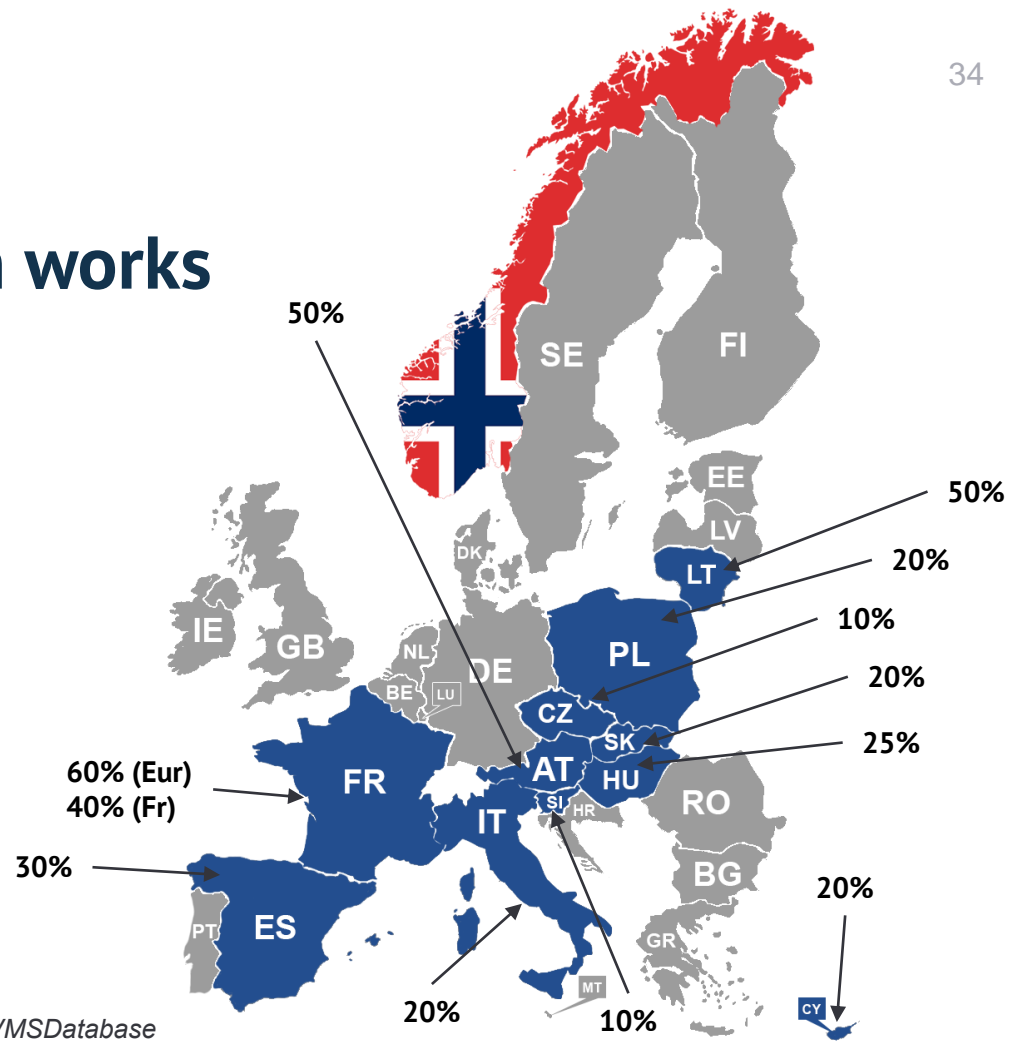 34
works
50%
SE
FI
EE
50%
LV
DK
LT
20%
10%
IE
GB
NL
DE
PL
BE
LU
20%
CZ
SK
25%
AT
HU
60% (Eur)
40% (Fr)
FR
SI
HR
RO
IT
30%
BG
20%
ES
PT
GR
MT
CY
20%
10%
/MSDatabase